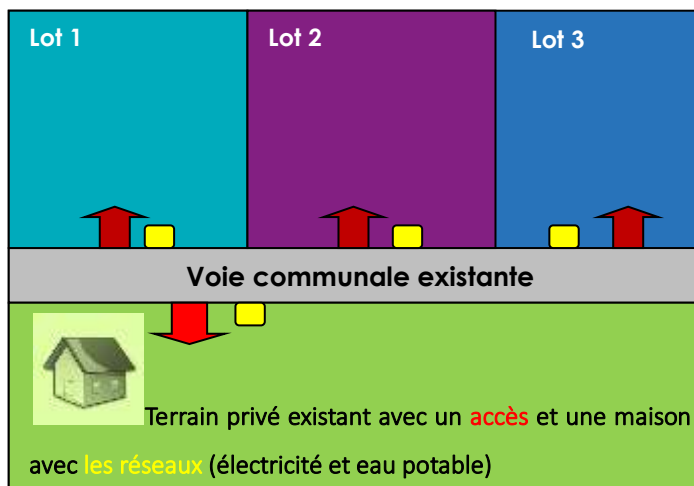 Lot 1
Lot 2
Lot 3
Voie communale existante
Terrain privé existant avec un accès et une maison
avec les réseaux (électricité et eau potable)